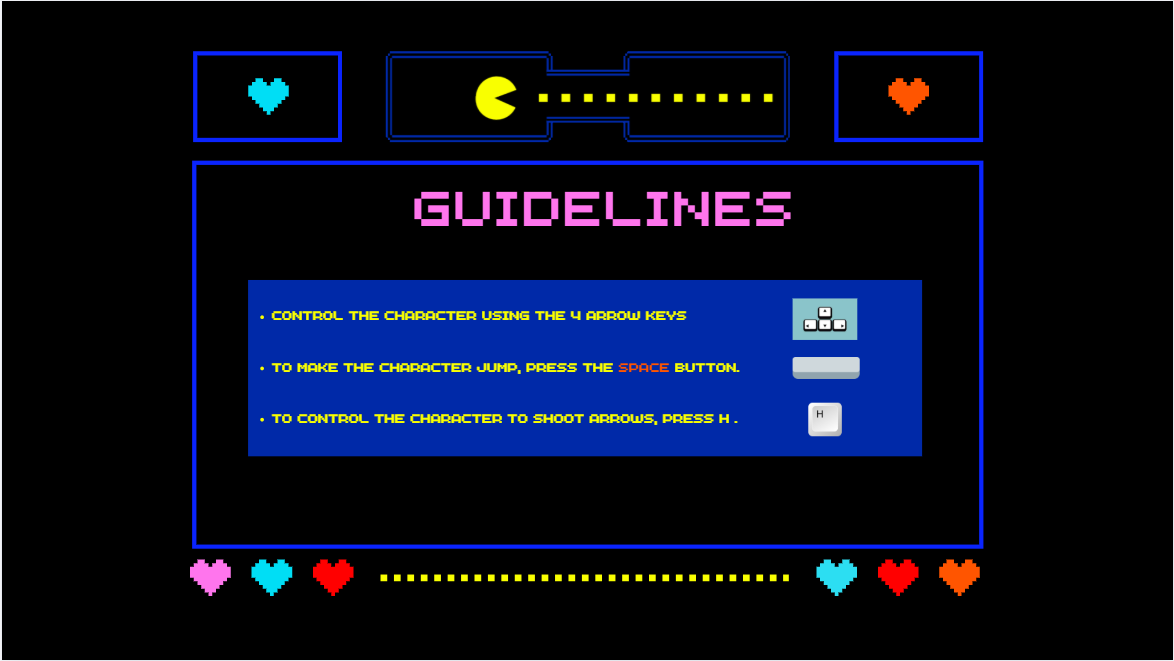 GUIDELINES
• CONTROL THE CHARACTER USING THE 4 ARROW KEYS
• TO MAKE THE CHARACTER JUMP, PRESS THE SPACE BUTTON.
• TO CONTROL THE CHARACTER TO SHOOT ARROWS, PRESS H .
H